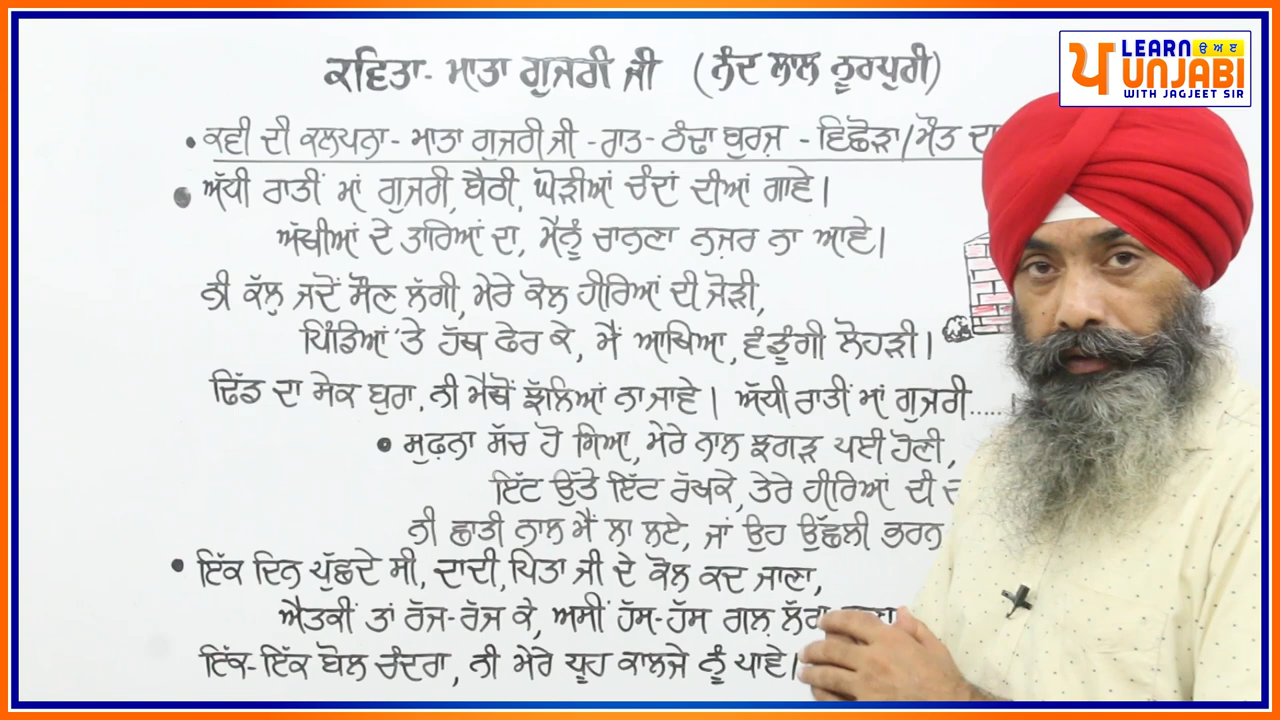 ਪ LEARN ੳ ਅ ੲ
UNJABI
WITH JAGJEET SIR
ਕਵਿਤਾ - ਮਾਤਾ ਗੁਜਰੀ ਜੀ (ਨੰਦ ਲਾਲ ਨੂਰਪੁਰੀ)
• ਕਵੀ ਦੀ ਕਲਪਨਾ - ਮਾਤਾ ਗੁਜਰੀ ਜੀ - ਰਾਤ - ਠੰਢਾ ਬੁਰਜ਼ - ਵਿਛੋੜਾ/ਮੌਤ ਦਾ
• ਅੱਧੀ ਰਾਤੀਂ ਮਾਂ ਗੁਜਰੀ, ਬੈਠੀ, ਘੋੜੀਆਂ ਚੰਦਾਂ ਦੀਆਂ ਗਾਵੇ।
ਅੱਖੀਆਂ ਦੇ ਤਾਰਿਆਂ ਦਾ, ਮੈਨੂੰ ਚਾਨਣਾ ਨਜ਼ਰ ਨਾ ਆਵੇ।
ਨੀ ਕੱਲ੍ਹ ਜਦੋਂ ਸੌਣ ਲੱਗੀ, ਮੇਰੇ ਕੋਲ ਹੀਰਿਆਂ ਦੀ ਜੋੜੀ,
ਪਿੰਡਿਆਂ 'ਤੇ ਹੱਥ ਫੇਰ ਕੇ, ਮੈਂ ਆਖਿਆ, ਵੰਡੂੰਗੀ ਲੋਹੜੀ।
ਢਿੱਡ ਦਾ ਸੇਕ ਬੁਰਾ, ਨੀ ਮੈਥੋਂ ਝੱਲਿਆਂ ਨਾ ਜਾਵੇ। ਅੱਧੀ ਰਾਤੀਂ ਮਾਂ ਗੁਜਰੀ.....।
• ਸੁਫ਼ਨਾ ਸੱਚ ਹੋ ਗਿਆ, ਮੇਰੇ ਨਾਲ ਝਗੜ ਪਈ ਹੋਣੀ,
ਇੱਟ ਉੱਤੇ ਇੱਟ ਰੱਖਕੇ, ਤੇਰੇ ਹੀਰਿਆਂ ਦੀ
ਨੀ ਛਾਤੀ ਨਾਲ ਮੈਂ ਲਾ ਲਏ, ਜਾਂ ਉਹ ਉੱਛਲੀ ਭਰਨ
• ਇੱਕ ਦਿਨ ਪੁੱਛਦੇ ਸੀ, ਦਾਦੀ, ਪਿਤਾ ਜੀ ਦੇ ਕੋਲ ਕਦ ਜਾਣਾ,
ਐਤਕੀਂ ਤਾਂ ਰੱਜ-ਰੱਜ ਕੇ, ਅਸੀਂ ਹੱਸ-ਹੱਸ ਗਲ਼
ਇੱਕ-ਇੱਕ ਬੋਲ ਚੰਦਰਾ, ਨੀ ਮੇਰੇ ਧੂਹ ਕਾਲਜੇ ਨੂੰ ਪਾਵੇ।